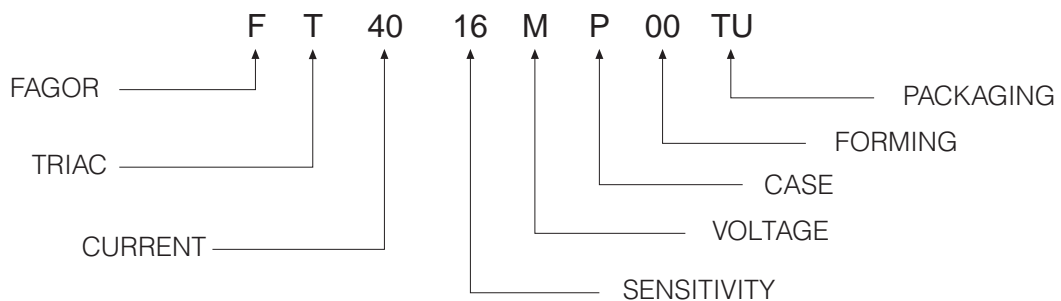 F T 40 16 M P 00 TU
FAGOR
PACKAGING
FORMING
TRIAC
CASE
VOLTAGE
CURRENT
SENSITIVITY